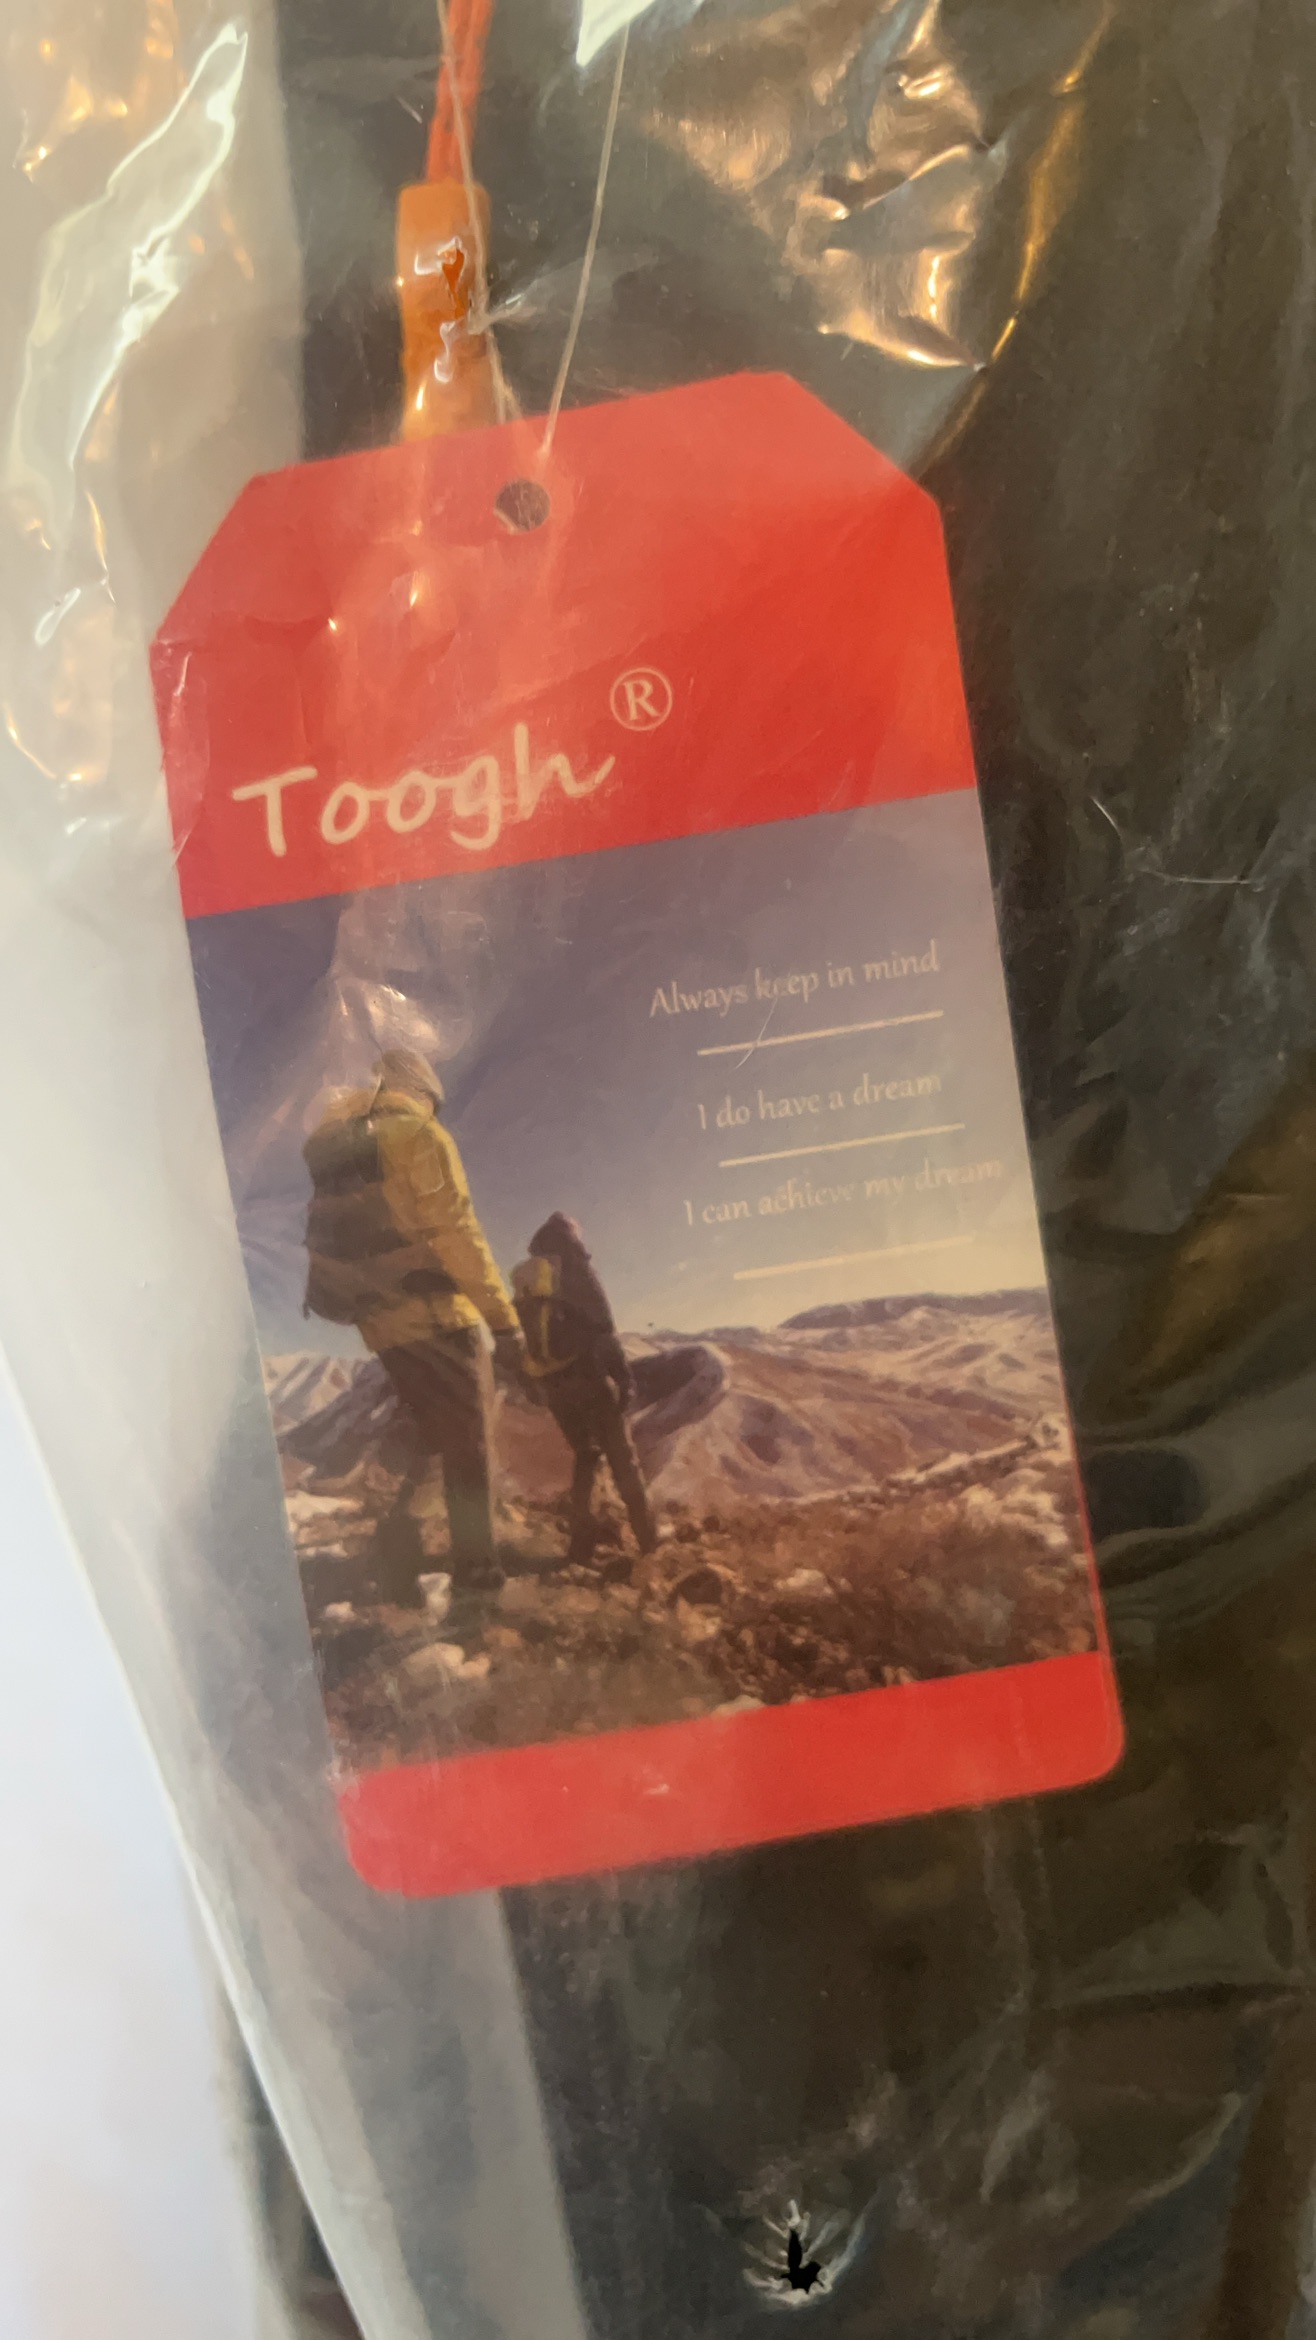 Toogh®
Always keep in mind
I do have a dream
I can achieve my dream